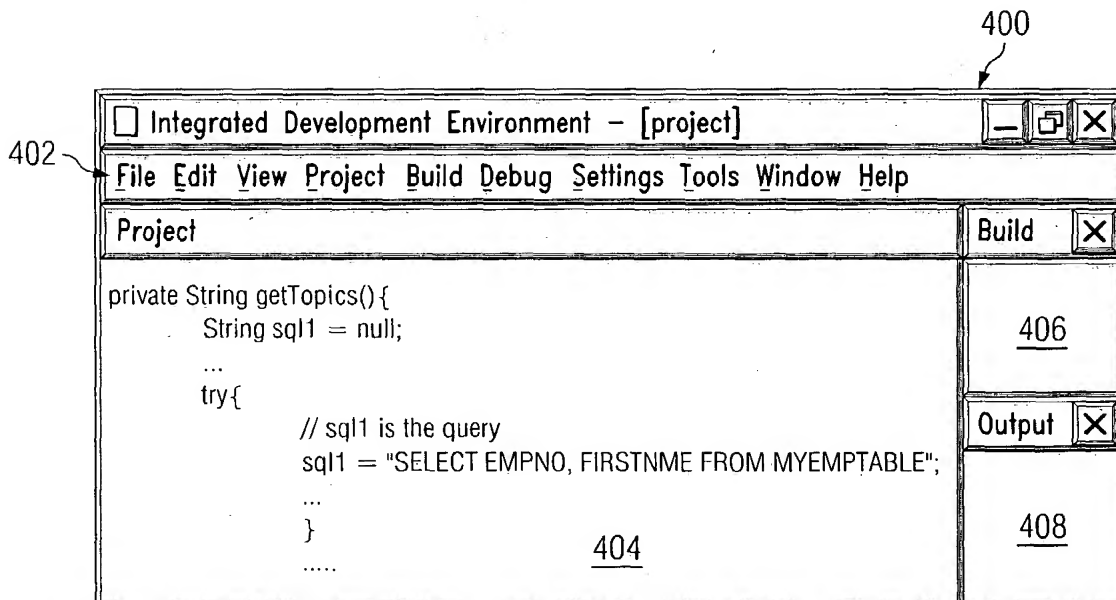 400
Integrated Development Environment – [project]
402
File Edit View Project Build Debug Settings Tools Window Help
Project
Build
private String getTopics(){
String sql1 = null;
...
try{
// sql1 is the query
sql1 = "SELECT EMPNO, FIRSTNME FROM MYEMPTABLE";
...
}
.....
404
406
Output
408